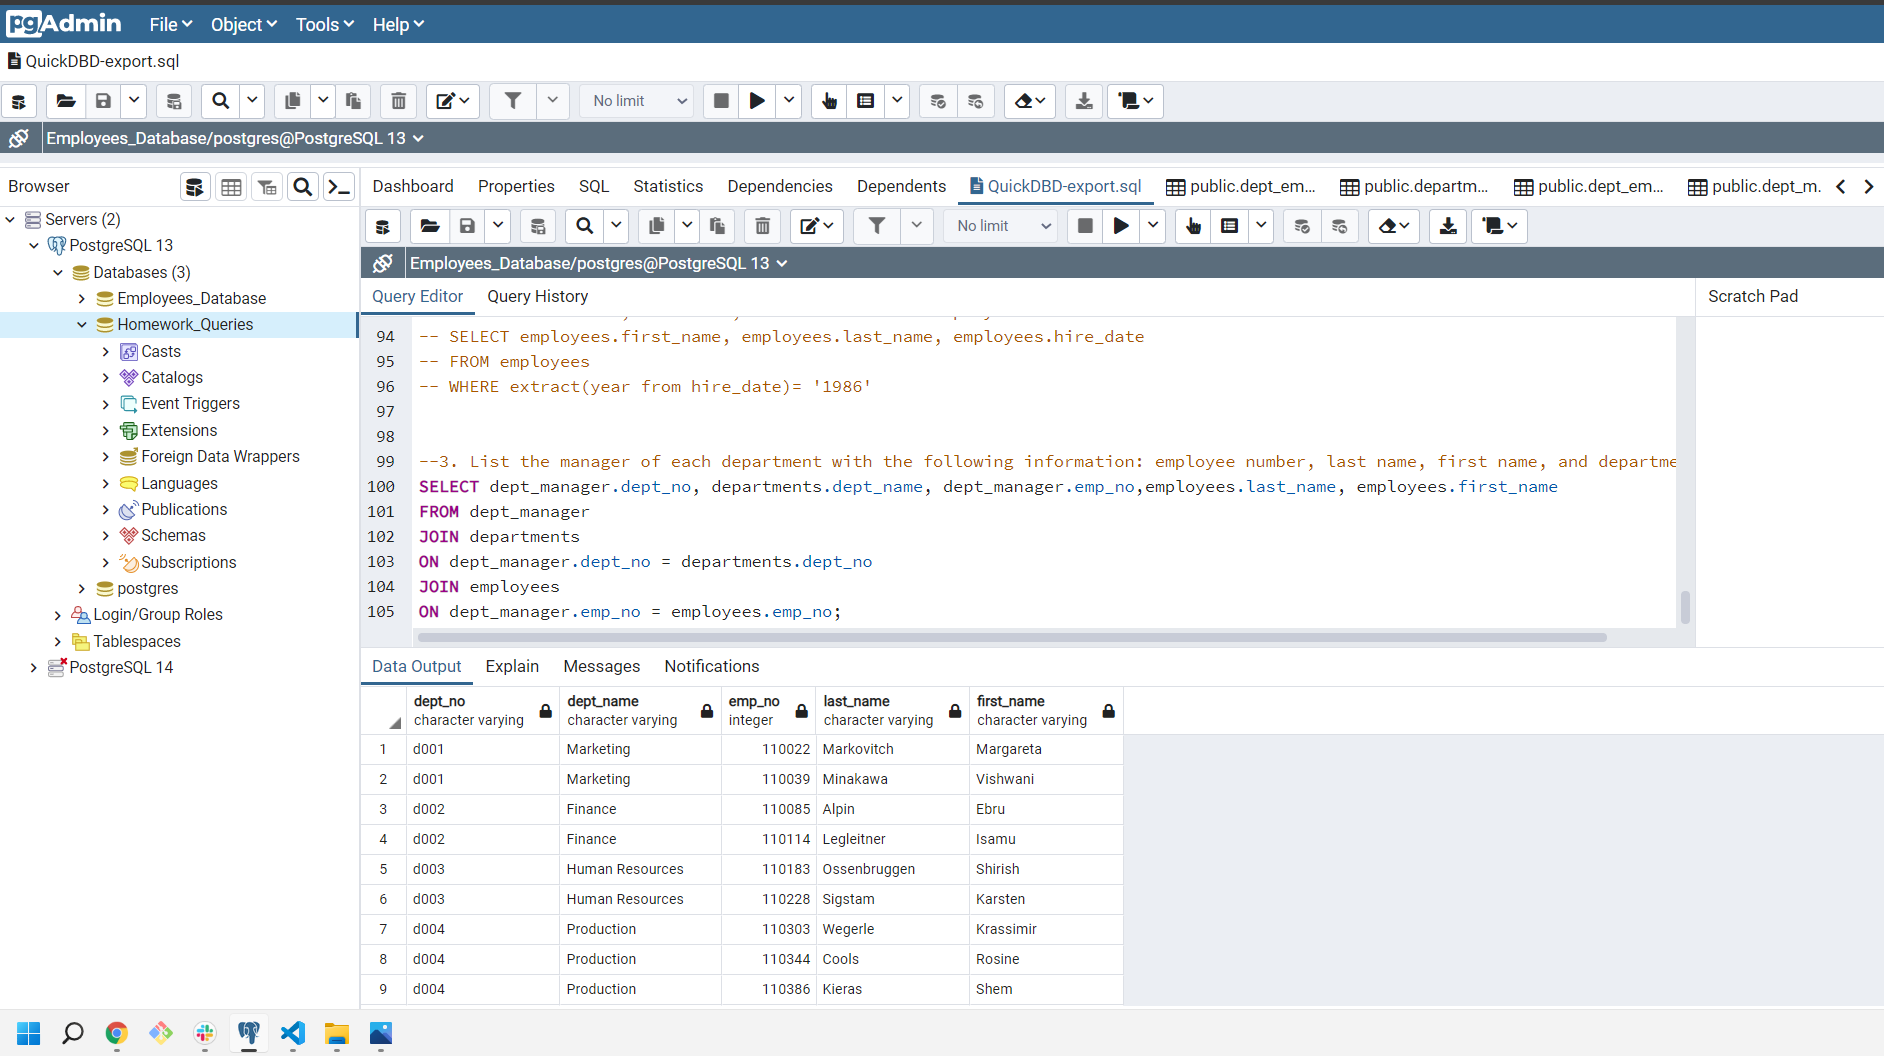 pgAdmin File Object Tools Help
QuickDBD-export.sql
No limit
Employees_Database/postgres@PostgreSQL 13
Browser
Servers (2)
PostgreSQL 13
Databases (3)
Employees_Database
Homework_Queries
Casts
Catalogs
Event Triggers
Extensions
Foreign Data Wrappers
Languages
Publications
Schemas
Subscriptions
postgres
Login/Group Roles
Tablespaces
PostgreSQL 14
Dashboard Properties SQL Statistics Dependencies Dependents QuickDBD-export.sql public.dept_em... public.departm... public.dept_em... public.dept_m.
No limit
Employees_Database/postgres@PostgreSQL 13
Query Editor Query History
Scratch Pad
94 -- SELECT employees.first_name, employees.last_name, employees.hire_date
95 -- FROM employees
96 -- WHERE extract(year from hire_date)= '1986'
97
98
99 --3. List the manager of each department with the following information: employee number, last name, first name, and departme
100 SELECT dept_manager.dept_no, departments.dept_name, dept_manager.emp_no,employees.last_name, employees.first_name
101 FROM dept_manager
102 JOIN departments
103 ON dept_manager.dept_no = departments.dept_no
104 JOIN employees
105 ON dept_manager.emp_no = employees.emp_no;
Data Output Explain Messages Notifications
dept_no dept_name emp_no last_name first_name
character varying character varying integer character varying character varying
1 d001 Marketing 110022 Markovitch Margareta
2 d001 Marketing 110039 Minakawa Vishwani
3 d002 Finance 110085 Alpin Ebru
4 d002 Finance 110114 Legleitner Isamu
5 d003 Human Resources 110183 Ossenbruggen Shirish
6 d003 Human Resources 110228 Sigstam Karsten
7 d004 Production 110303 Wegerle Krassimir
8 d004 Production 110344 Cools Rosine
9 d004 Production 110386 Kieras Shem